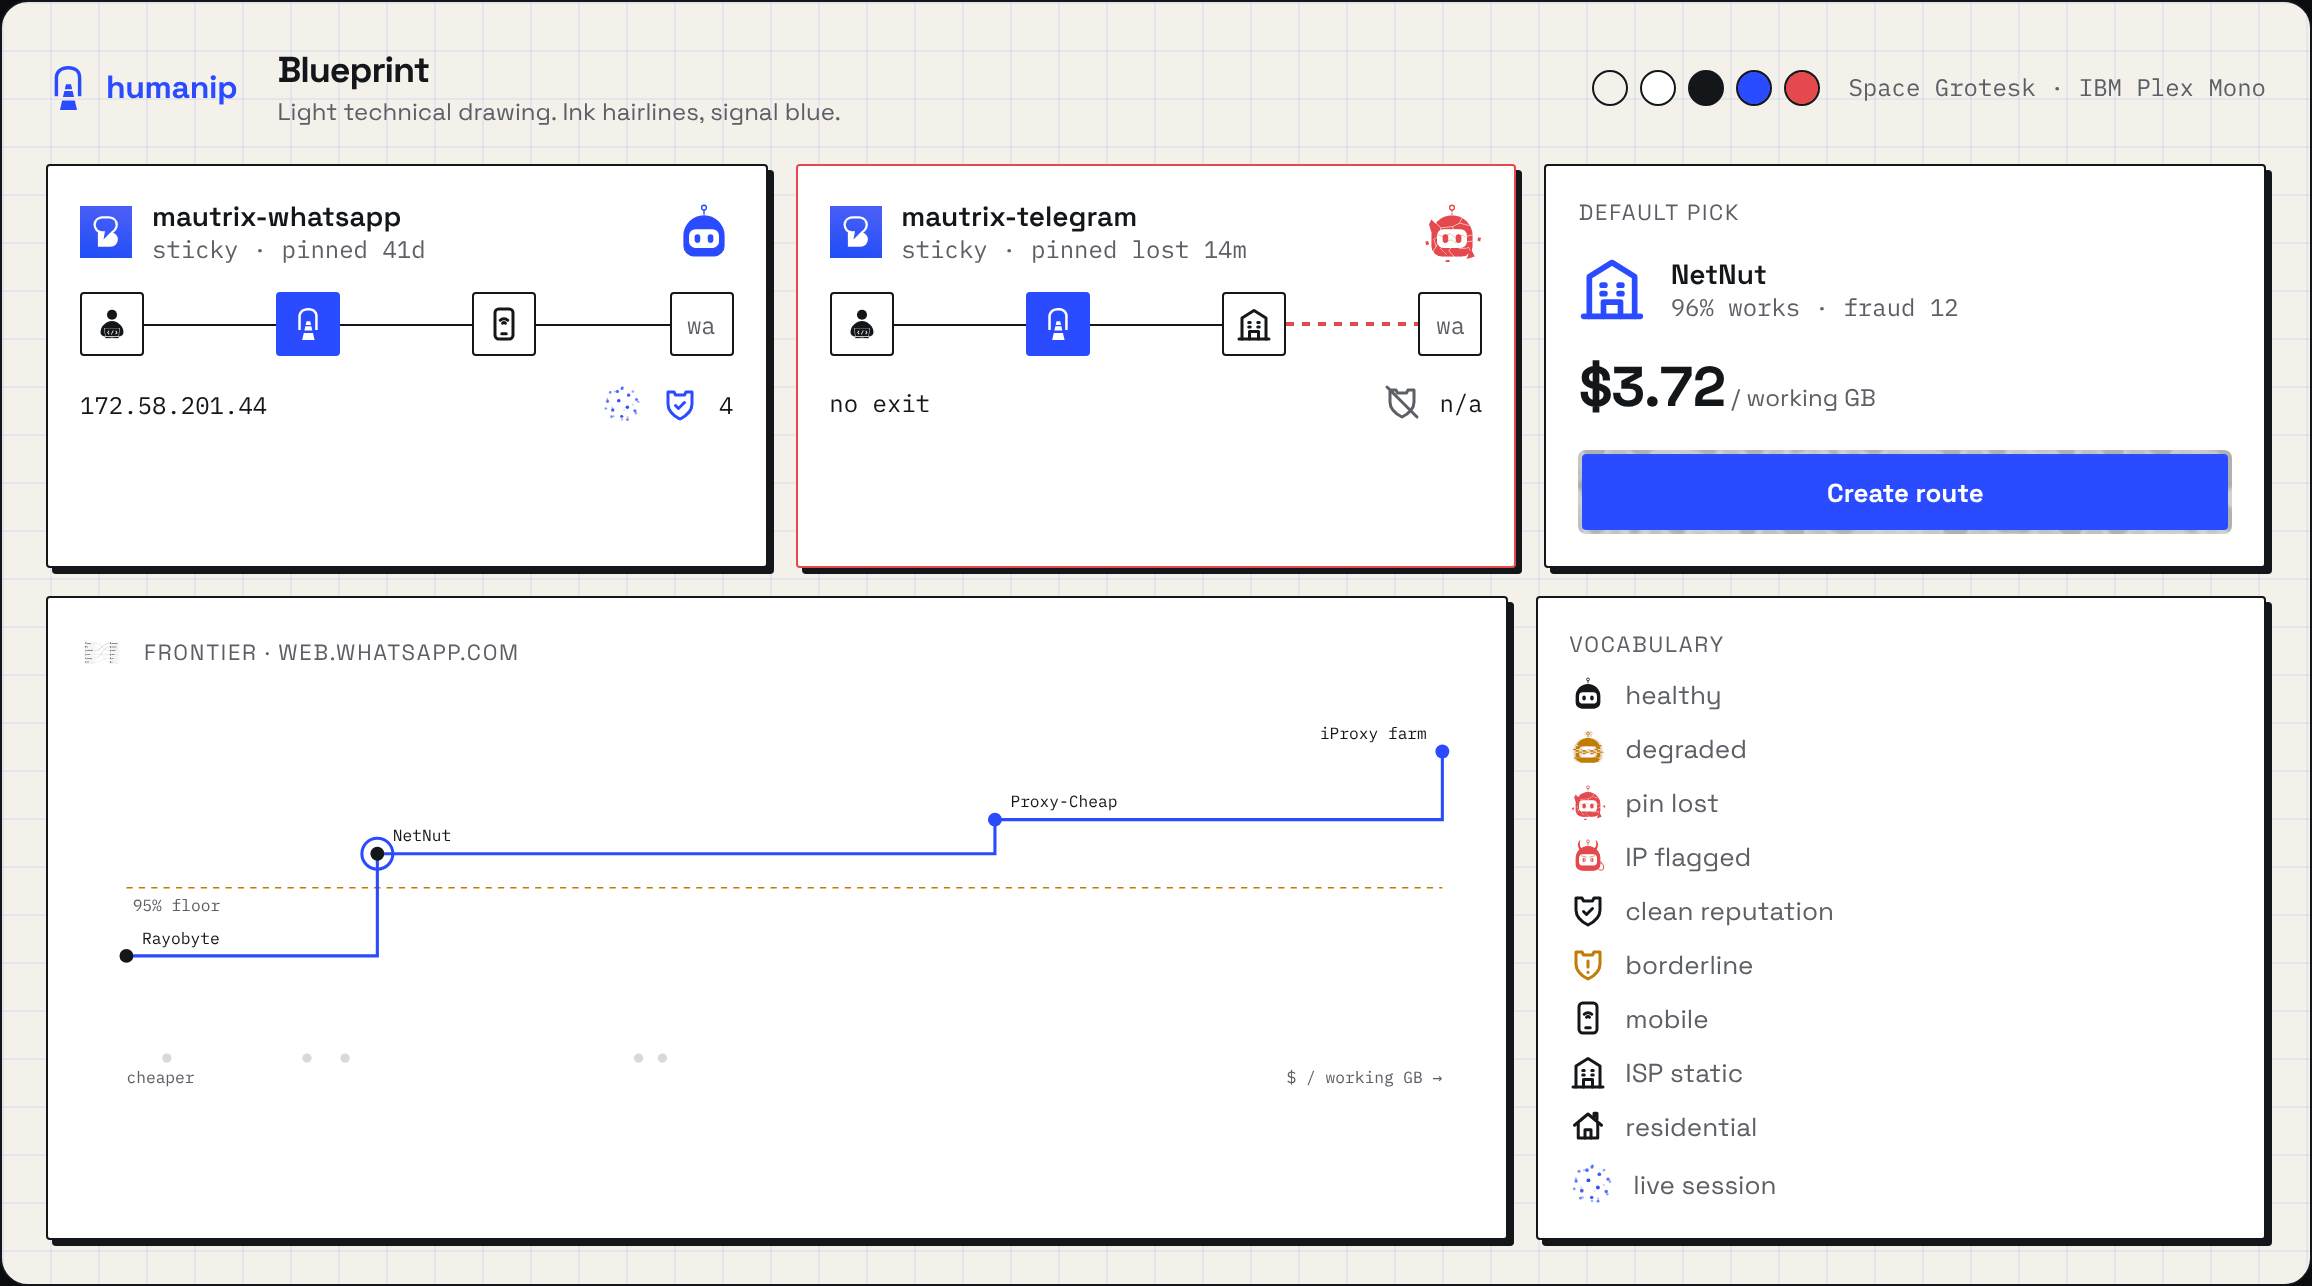 humanip
Blueprint
Light technical drawing. Ink hairlines, signal blue.
Space Grotesk · IBM Plex Mono
mautrix-whatsapp
sticky · pinned 41d
wa
172.58.201.44
4
mautrix-telegram
sticky · pinned lost 14m
wa
no exit
n/a
DEFAULT PICK
NetNut
96% works · fraud 12
$3.72 / working GB
Create route
FRONTIER · WEB.WHATSAPP.COM
iProxy farm
Proxy-Cheap
NetNut
95% floor
Rayobyte
cheaper
$ / working GB →
VOCABULARY
healthy
degraded
pin lost
IP flagged
clean reputation
borderline
mobile
ISP static
residential
live session